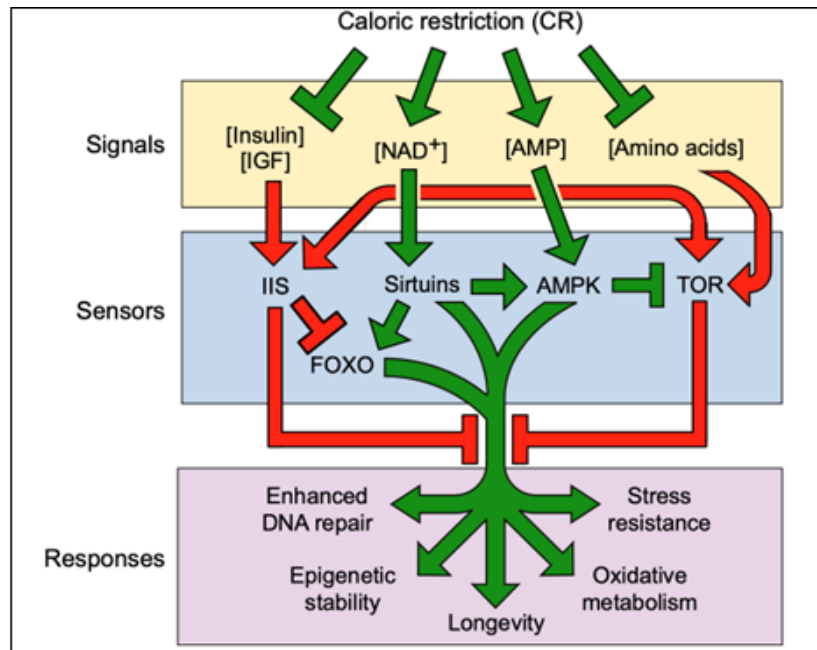 Caloric restriction (CR)
Signals
[Insulin]
[IGF]
[NAD+]
[AMP]
[Amino acids]
Sensors
IIS
Sirtuins
AMPK
TOR
FOXO
Responses
Enhanced
DNA repair
Stress
resistance
Epigenetic
stability
Oxidative
metabolism
Longevity